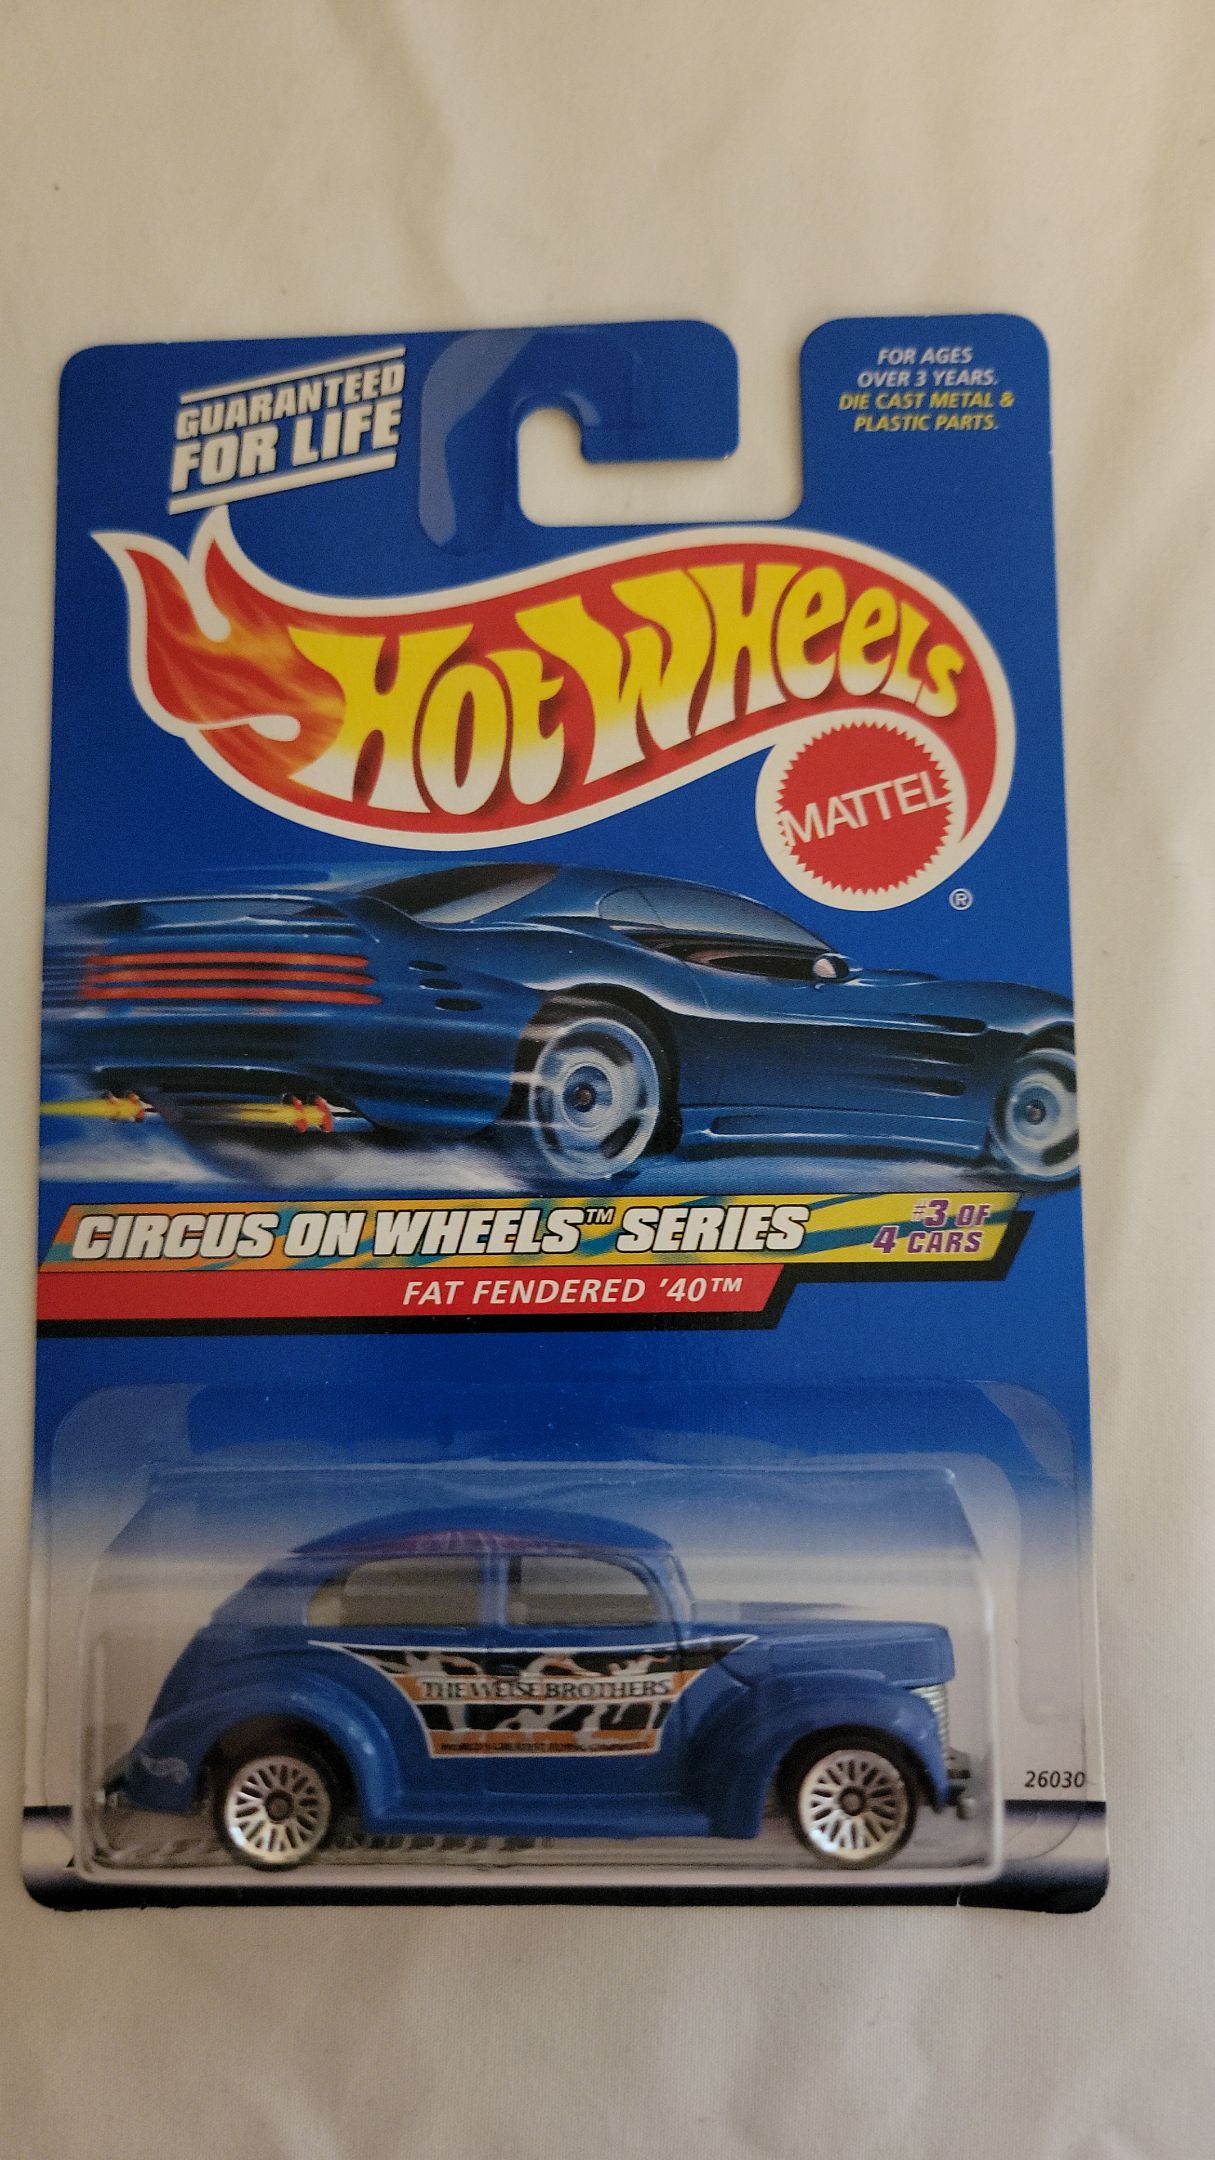 GUARANTEED
FOR LIFE
FOR AGES
OVER 3 YEARS.
DIE CAST METAL &
PLASTIC PARTS.
HOT WHEELS
MATTEL
®
CIRCUS ON WHEELS™ SERIES
#3 OF
4 CARS
FAT FENDERED '40™
THE WEISE BROTHERS
26030